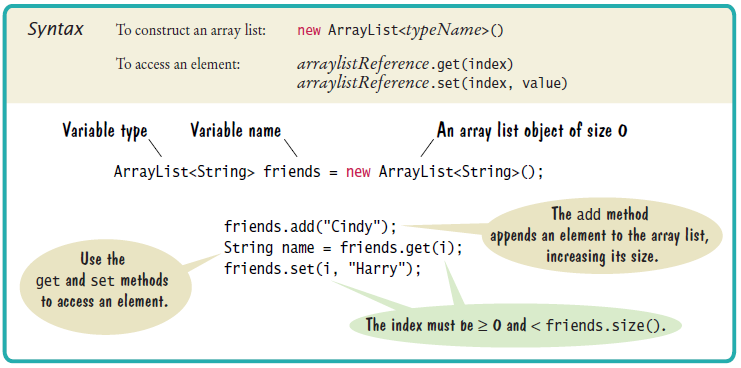 Syntax To construct an array list: new ArrayList<typeName>()
To access an element: arraylistReference.get(index)
arraylistReference.set(index, value)
Variable type Variable name An array list object of size 0
ArrayList<String> friends = new ArrayList<String>();
friends.add("Cindy");
String name = friends.get(i);
friends.set(i, "Harry");
The add method
appends an element to the array list,
increasing its size.
Use the
get and set methods
to access an element.
The index must be ≥ 0 and < friends.size().